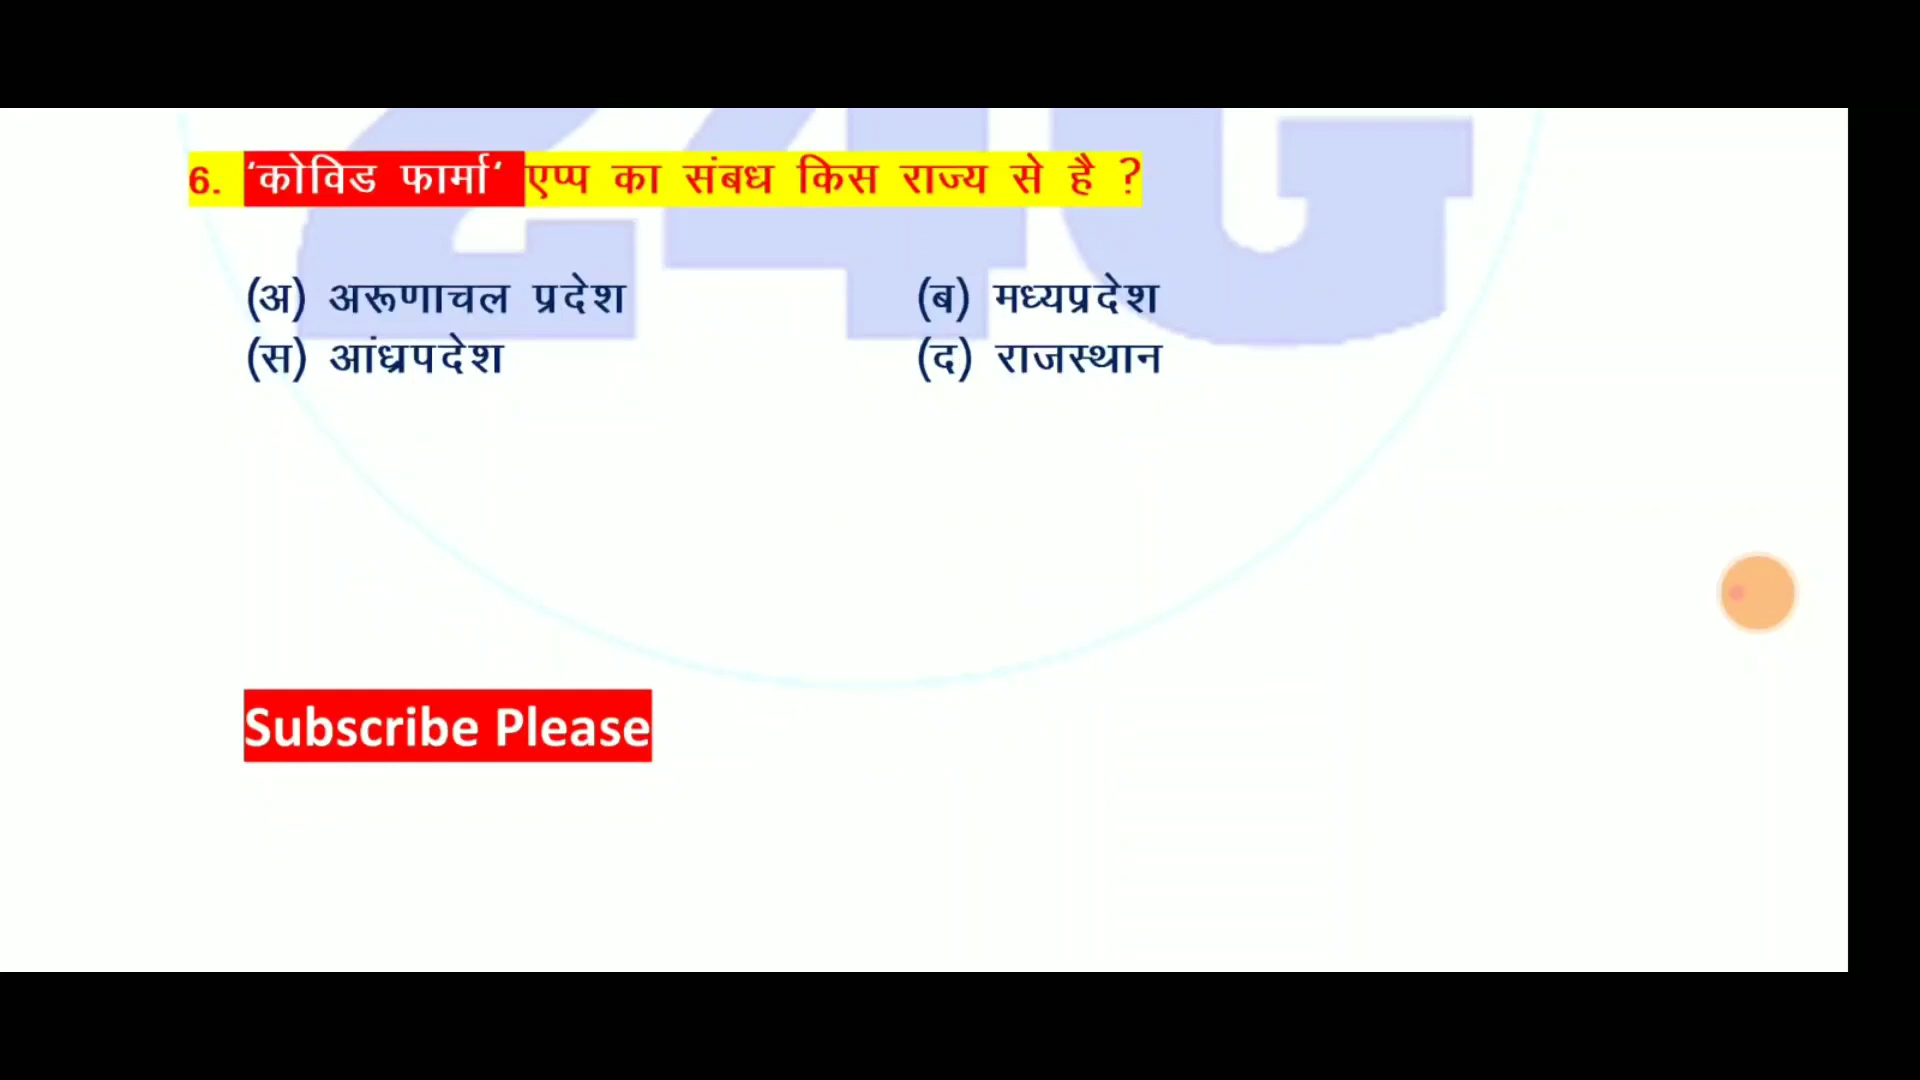 6. ‘कोविड फार्मा‘ एप्प का संबध किस राज्य से है ?
(अ) अरूणाचल प्रदेश (ब) मध्यप्रदेश
(स) आंध्रपदेश (द) राजस्थान
Subscribe Please